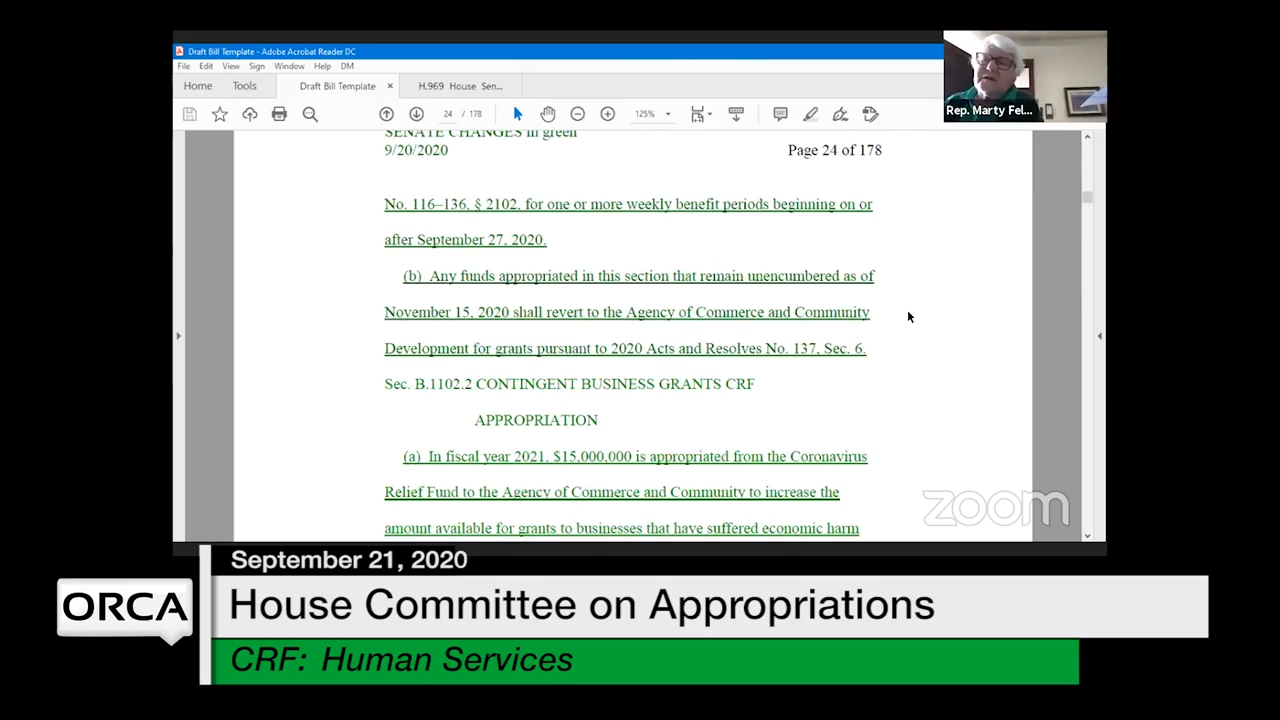 Draft Bill Template - Adobe Acrobat Reader DC
File Edit View Sign Window Help DM
Home Tools Draft Bill Template × H.969 House Sen...
24 / 178 125%
Rep. Marty Fel...
SENATE CHANGES in green
9/20/2020 Page 24 of 178
No. 116–136, § 2102, for one or more weekly benefit periods beginning on or
after September 27, 2020.
(b) Any funds appropriated in this section that remain unencumbered as of
November 15, 2020 shall revert to the Agency of Commerce and Community
Development for grants pursuant to 2020 Acts and Resolves No. 137, Sec. 6.
Sec. B.1102.2 CONTINGENT BUSINESS GRANTS CRF
APPROPRIATION
(a) In fiscal year 2021, $15,000,000 is appropriated from the Coronavirus
Relief Fund to the Agency of Commerce and Community to increase the
amount available for grants to businesses that have suffered economic harm
zoom
September 21, 2020
ORCA
House Committee on Appropriations
CRF: Human Services